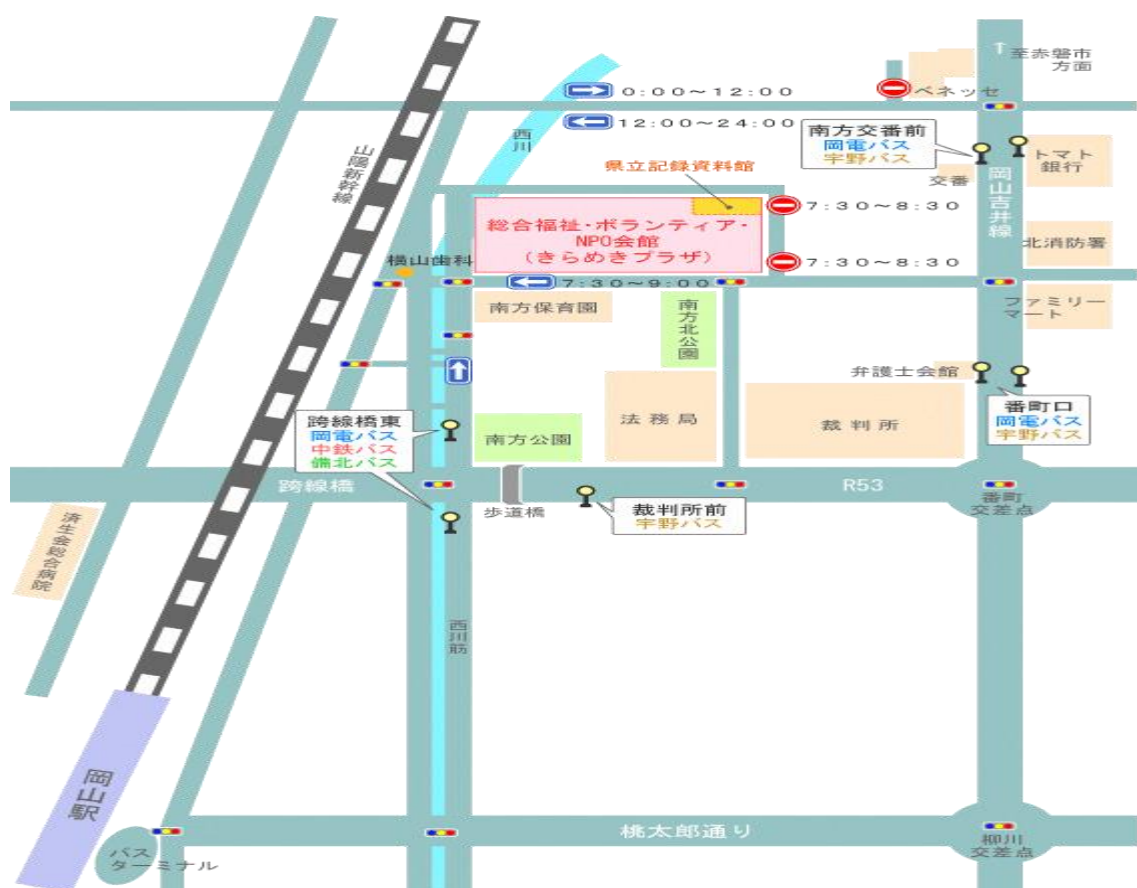 ↑
至赤磐市
方面
0:00~12:00
ベネッセ
12:00~24:00
西川
南方交番前
岡電バス
宇野バス
山陽新幹線
県立記録資料館
交番
トマト
銀行
岡山吉井線
7:30~8:30
総合福祉・ボランティア・
NPO会館
(きらめきプラザ)
北消防署
横山歯科
7:30~8:30
7:30~9:00
南方保育園
南方北公園
ファミリー
マート
弁護士会館
跨線橋東
岡電バス
中鉄バス
備北バス
南方公園
法務局
裁判所
番町口
岡電バス
宇野バス
跨線橋
R53
番町
交差点
歩道橋
裁判所前
宇野バス
済生会総合病院
西川筋
岡山駅
桃太郎通り
柳川
交差点
バス
ターミナル